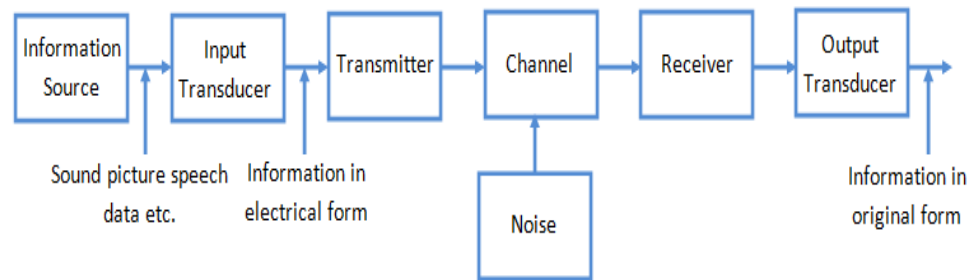 Information
Source
Input
Transducer
Transmitter
Channel
Receiver
Output
Transducer
Sound picture speech
data etc.
Information in
electrical form
Noise
Information in
original form